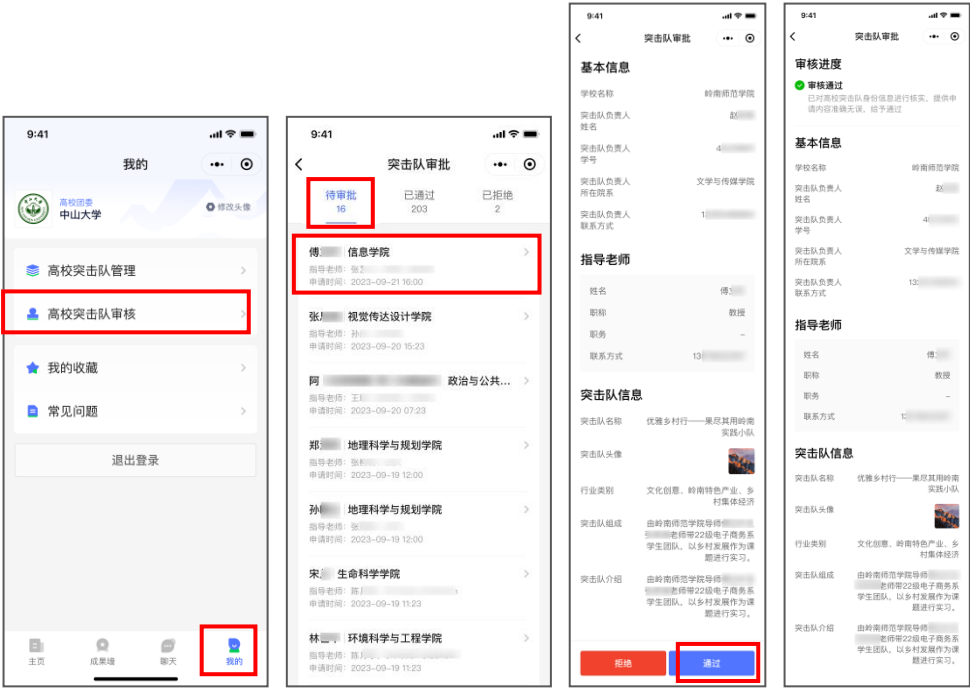 9:41
我的
高校团委
中山大学
修改头像
高校突击队管理
高校突击队审核
我的收藏
常见问题
退出登录
主页
成果墙
聊天
我的
9:41
突击队审批
待审批
16
已通过
203
已拒绝
2
傅 信息学院
指导老师：张
申请时间：2023-09-21 16:00
张 视觉传达设计学院
指导老师：孙
申请时间：2023-09-20 15:23
阿 政治与公共...
指导老师：王
申请时间：2023-09-20 07:23
郑 地理科学与规划学院
指导老师：张
申请时间：2023-09-19 12:00
孙 地理科学与规划学院
指导老师：张
申请时间：2023-09-19 12:00
宋 生命科学学院
指导老师：陈
申请时间：2023-09-19 11:23
林 环境科学与工程学院
指导老师：陈
申请时间：2023-09-19 11:23
9:41
突击队审批
基本信息
学校名称 岭南师范学院
突击队负责人 赵
姓名
突击队负责人 4
学号
突击队负责人 文学与传媒学院
所在院系
突击队负责人 1
联系方式
指导老师
姓名 傅
职称 教授
职务 –
联系方式 13
突击队信息
突击队名称 优雅乡村行——果尽其用岭南
实践小队
突击队头像
行业类别 文化创意、岭南特色产业、乡
村集体经济
突击队组成 由岭南师范学院导师
老师带22级电子商务系
学生团队，以乡村发展作为课
题进行实习。
突击队介绍 由岭南师范学院导师
老师带22级电子商务系
学生团队，以乡村发展作为课
题进行实习。
拒绝
通过
9:41
突击队审批
审核进度
审核通过
已对高校突击队身份信息进行核实，提供申
请内容准确无误，给予通过
基本信息
学校名称 岭南师范学院
突击队负责人 赵
姓名
突击队负责人 4
学号
突击队负责人 文学与传媒学院
所在院系
突击队负责人 13
联系方式
指导老师
姓名 傅
职称 教授
职务 –
联系方式 1
突击队信息
突击队名称 优雅乡村行——果尽其用岭南
实践小队
突击队头像
行业类别 文化创意、岭南特色产业、乡
村集体经济
突击队组成 由岭南师范学院导师
老师带22级电子商务系
学生团队，以乡村发展作为课
题进行实习。
突击队介绍 由岭南师范学院导师
老师带22级电子商务系
学生团队，以乡村发展作为课
题进行实习。